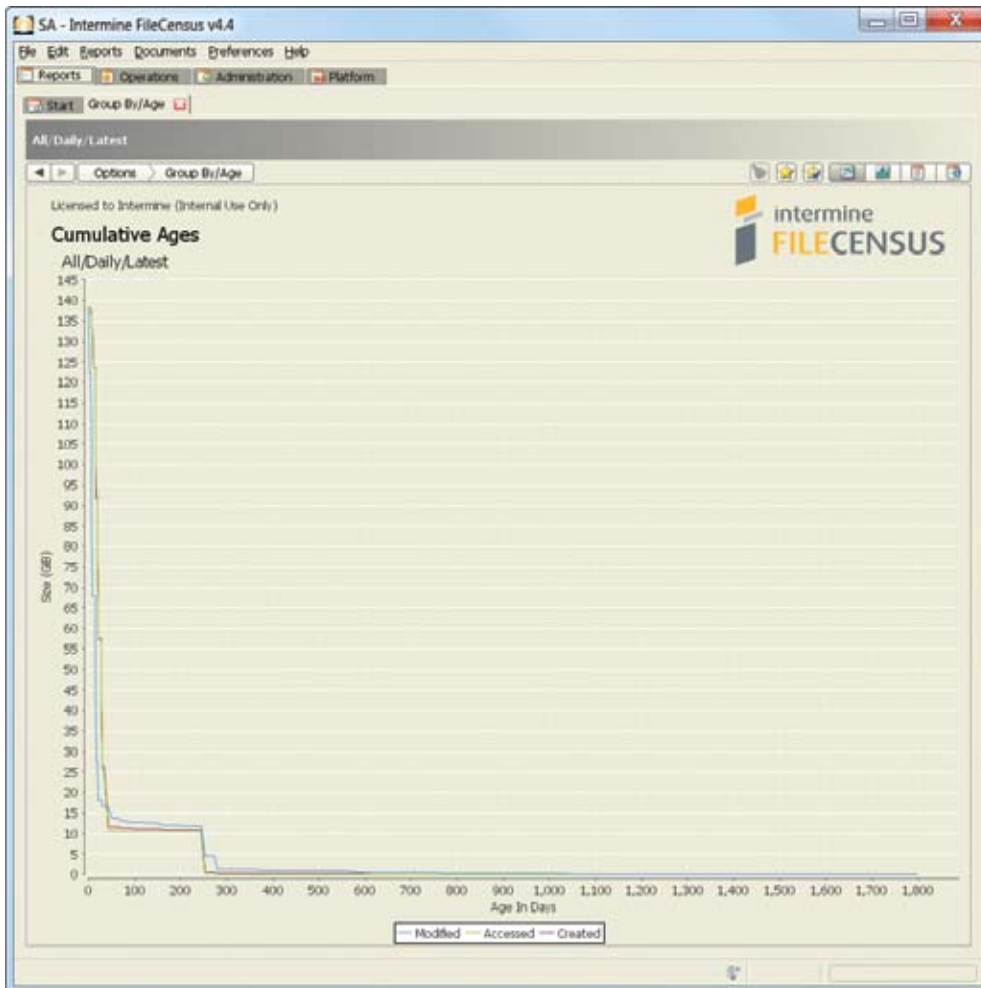 SA - Intermine FileCensus v4.4
File Edit Reports Documents Preferences Help
Reports Operations Administration Platform
Start Group By/Age
All/Daily/Latest
Options Group By/Age
Licensed to Intermine (Internal Use Only)
intermine
FILECENSUS
Cumulative Ages
All/Daily/Latest
145
140
135
130
125
120
115
110
105
100
95
90
85
80
75
70
65
60
55
50
45
40
35
30
25
20
15
10
5
0
Size (GiB)
0 100 200 300 400 500 600 700 800 900 1,000 1,100 1,200 1,300 1,400 1,500 1,600 1,700 1,800
Age In Days
Modified Accessed Created